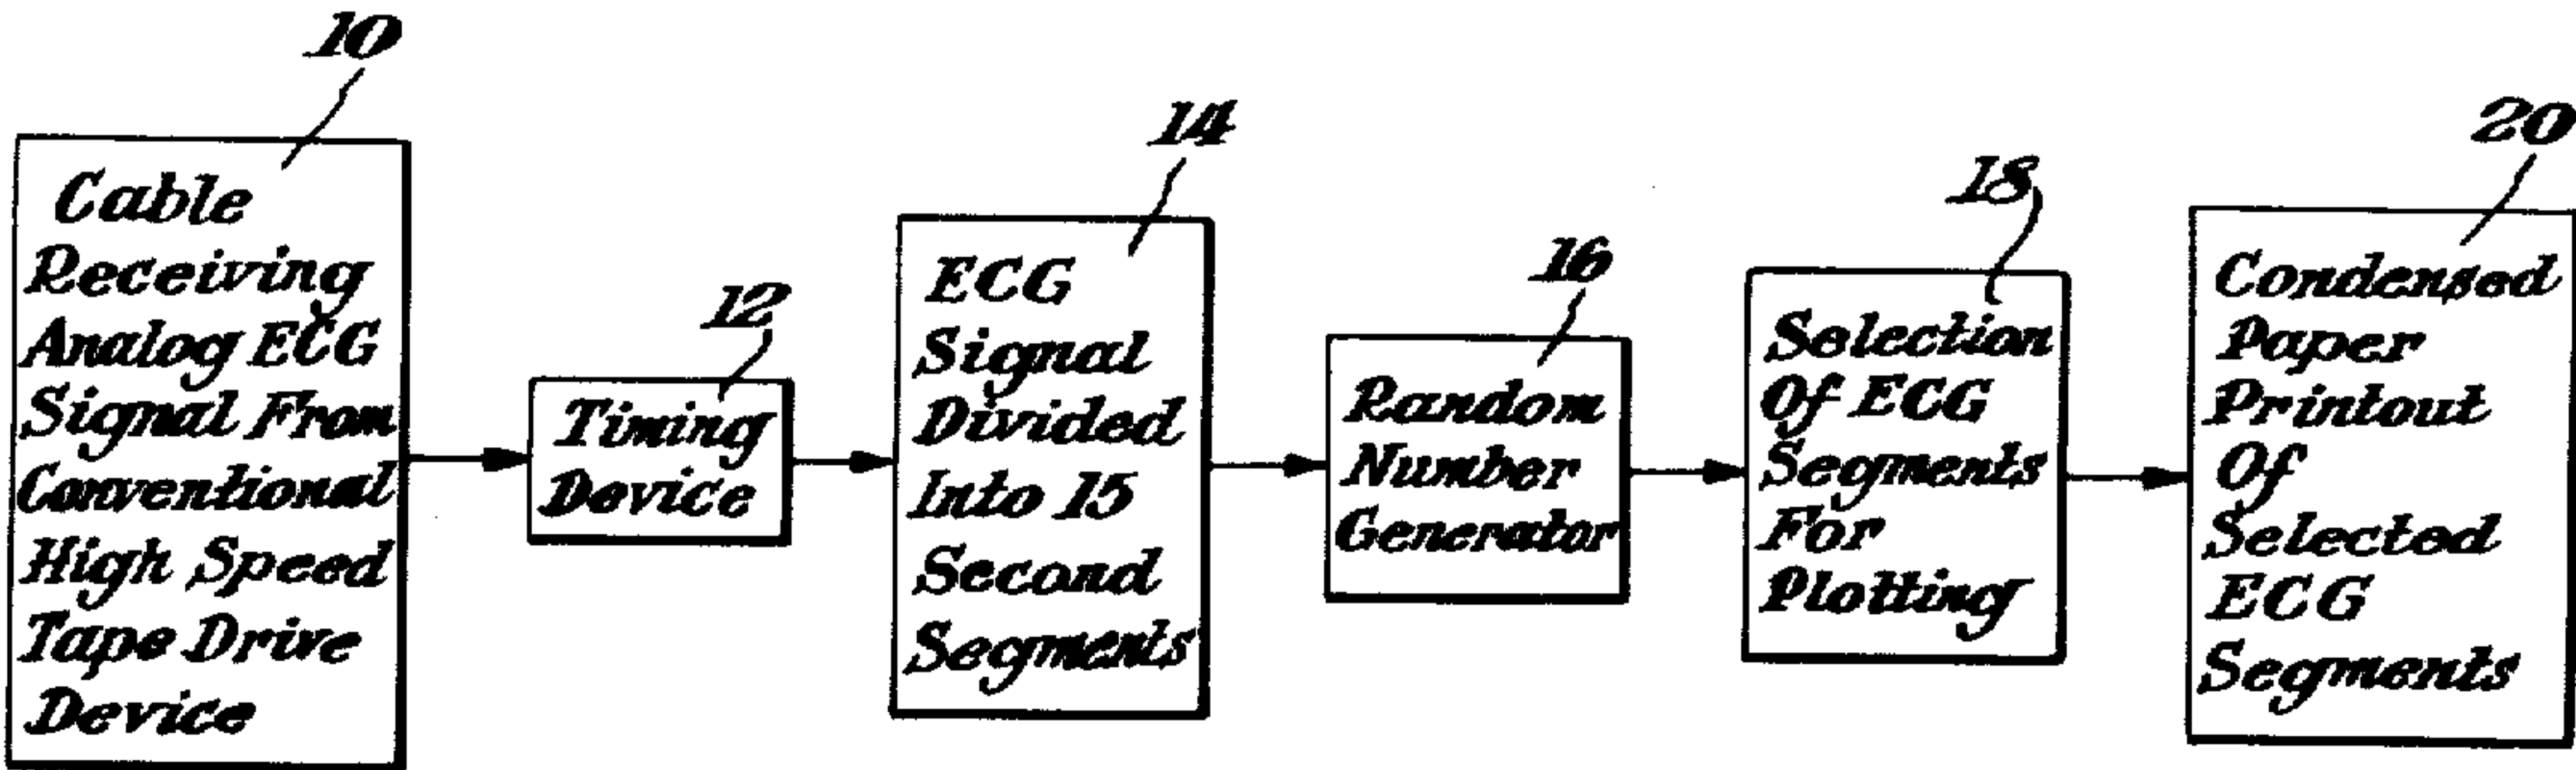 10
Cable
Receiving
Analog ECG
Signal From
Conventional
High Speed
Tape Drive
Device
12
Timing
Device
14
ECG
Signal
Divided
Into 15
Second
Segments
16
Random
Number
Generator
18
Selection
Of ECG
Segments
For
Plotting
20
Condensed
Paper
Printout
Of
Selected
ECG
Segments